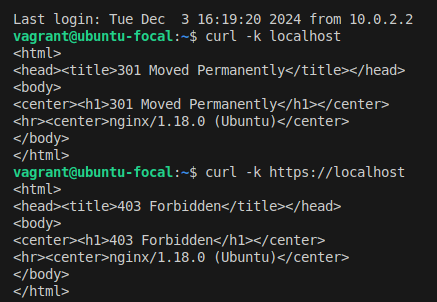 Last login: Tue Dec  3 16:19:20 2024 from 10.0.2.2
vagrant@ubuntu-focal:~$ curl -k localhost
<html>
<head><title>301 Moved Permanently</title></head>
<body>
<center><h1>301 Moved Permanently</h1></center>
<hr><center>nginx/1.18.0 (Ubuntu)</center>
</body>
</html>
vagrant@ubuntu-focal:~$ curl -k https://localhost
<html>
<head><title>403 Forbidden</title></head>
<body>
<center><h1>403 Forbidden</h1></center>
<hr><center>nginx/1.18.0 (Ubuntu)</center>
</body>
</html>